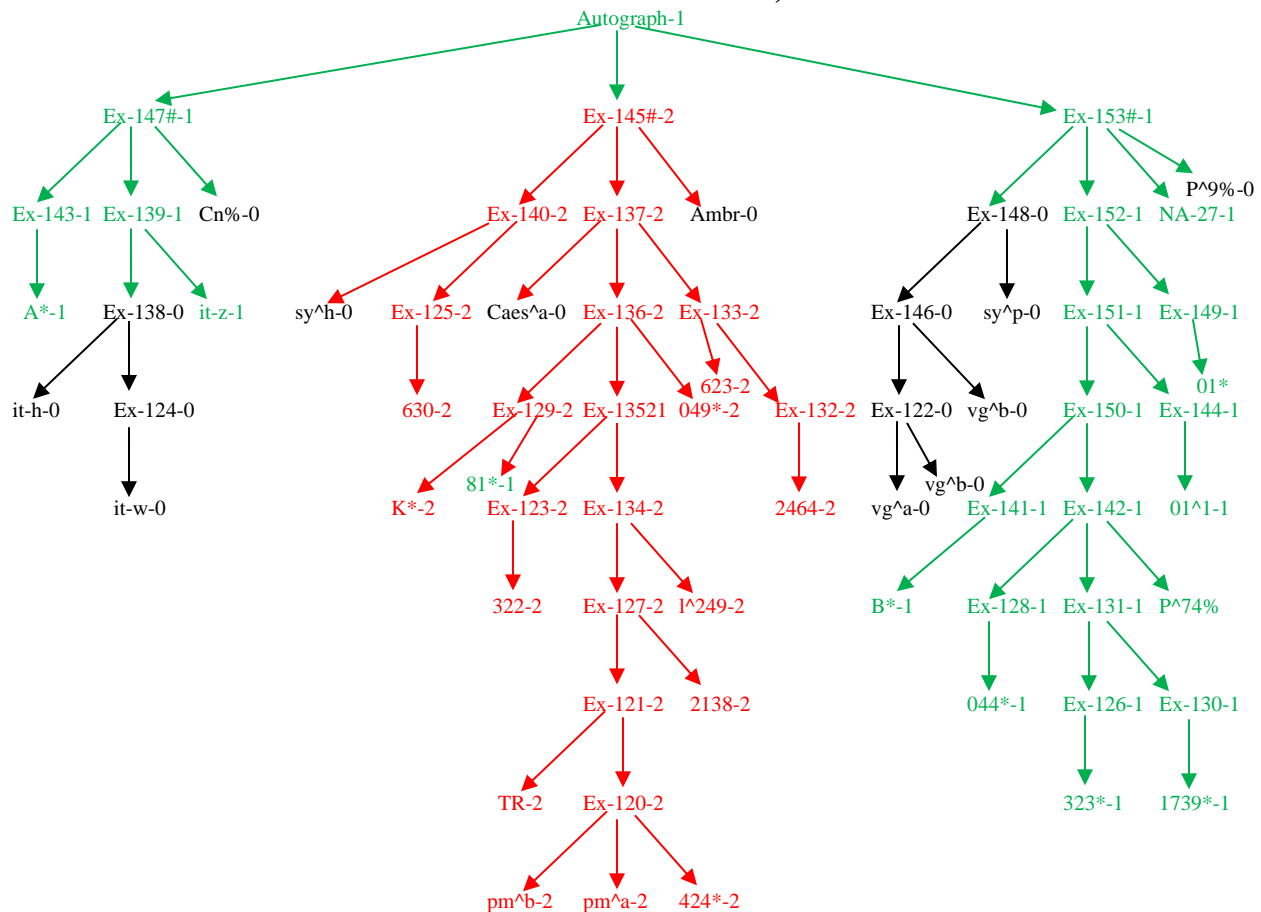 Autograph-1
Ex-147#-1 Ex-145#-2 Ex-153#-1
P^9%-0
Ex-143-1 Ex-139-1 Cn%-0 Ex-140-2 Ex-137-2 Ambr-0 Ex-148-0 Ex-152-1 NA-27-1
A*-1 Ex-138-0 it-z-1 sy^h-0 Ex-125-2 Caes^a-0 Ex-136-2 Ex-133-2 Ex-146-0 sy^p-0 Ex-151-1 Ex-149-1
623-2 01*
it-h-0 Ex-124-0 630-2 Ex-129-2 Ex-13521 049*-2 Ex-132-2 Ex-122-0 vg^b-0 Ex-150-1 Ex-144-1
81*-1 vg^b-0
it-w-0 K*-2 Ex-123-2 Ex-134-2 2464-2 vg^a-0 Ex-141-1 Ex-142-1 01^1-1
322-2 Ex-127-2 l^249-2 B*-1 Ex-128-1 Ex-131-1 P^74%
Ex-121-2 2138-2 044*-1 Ex-126-1 Ex-130-1
TR-2 Ex-120-2 323*-1 1739*-1
pm^b-2 pm^a-2 424*-2